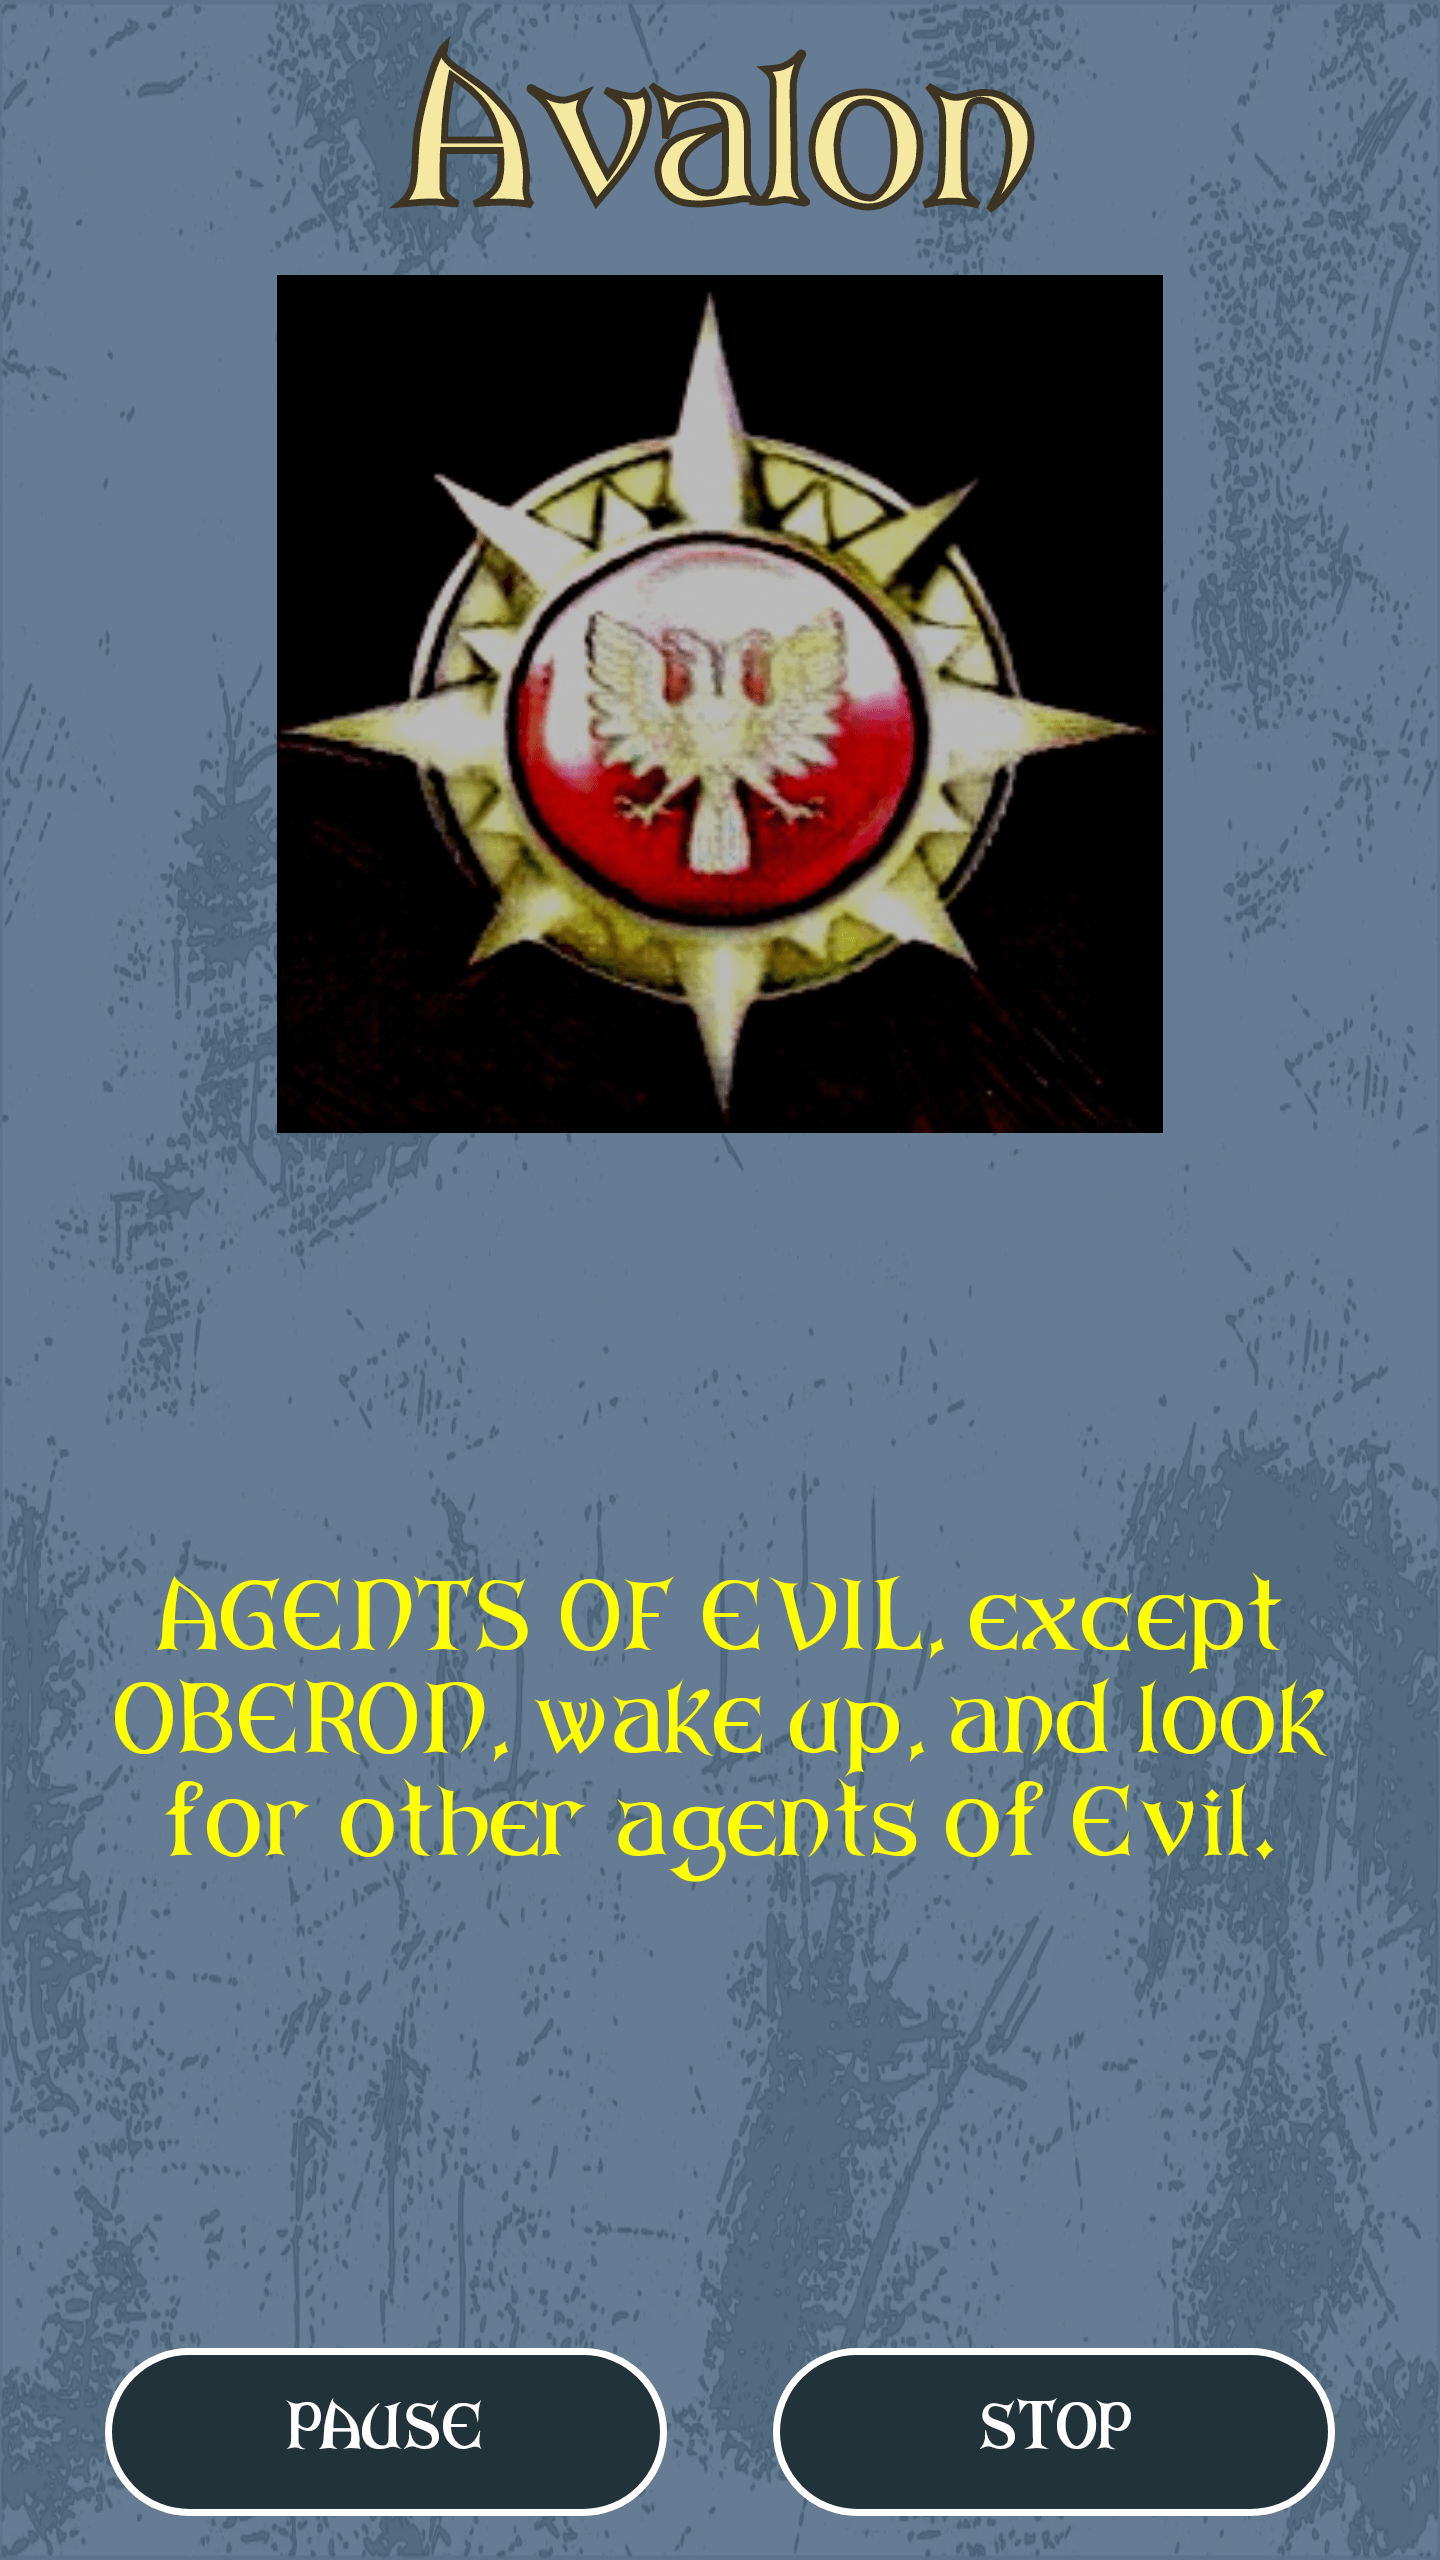 Avalon
AGENTS OF EVIL, except
OBERON, wake up, and look
for other agents of Evil.
PAUSE
STOP